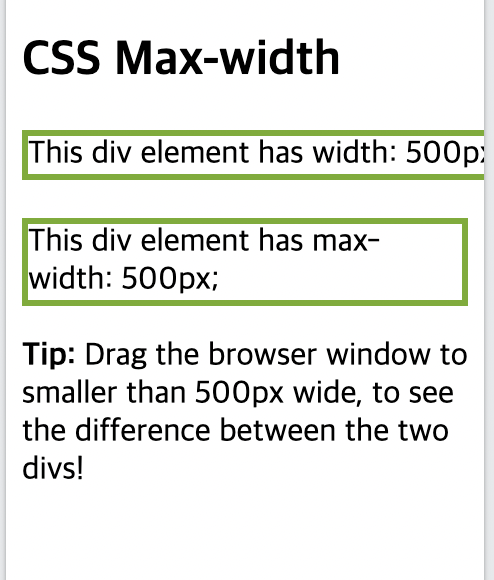 CSS Max-width
This div element has width: 500p
This div element has max-
width: 500px;
Tip: Drag the browser window to
smaller than 500px wide, to see
the difference between the two
divs!